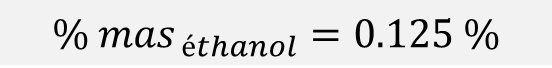 % mas éthanol = 0.125 %